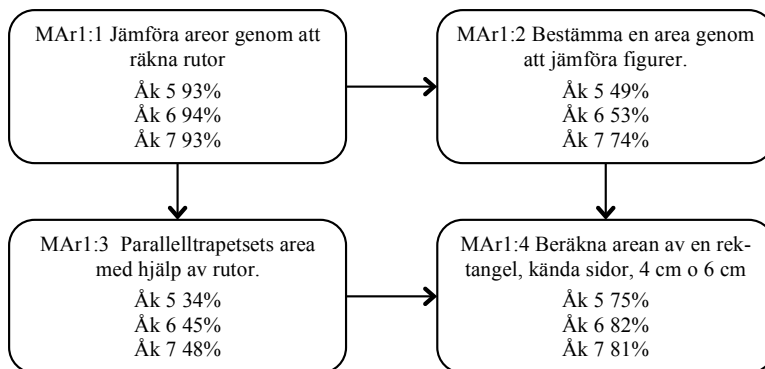 MAr1:1 Jämföra areor genom att
räkna rutor
Åk 5 93%
Åk 6 94%
Åk 7 93%
MAr1:2 Bestämma en area genom
att jämföra figurer.
Åk 5 49%
Åk 6 53%
Åk 7 74%
MAr1:3 Parallelltrapetsets area
med hjälp av rutor.
Åk 5 34%
Åk 6 45%
Åk 7 48%
MAr1:4 Beräkna arean av en rek-
tangel, kända sidor, 4 cm o 6 cm
Åk 5 75%
Åk 6 82%
Åk 7 81%